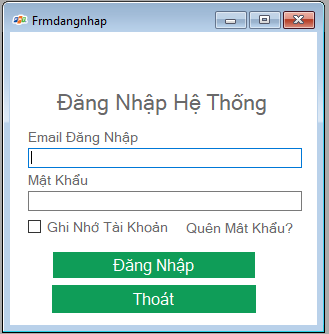 Frmdangnhap
Đăng Nhập Hệ Thống
Email Đăng Nhập
Mật Khẩu
Ghi Nhớ Tài Khoản Quên Mât Khẩu?
Đăng Nhập
Thoát